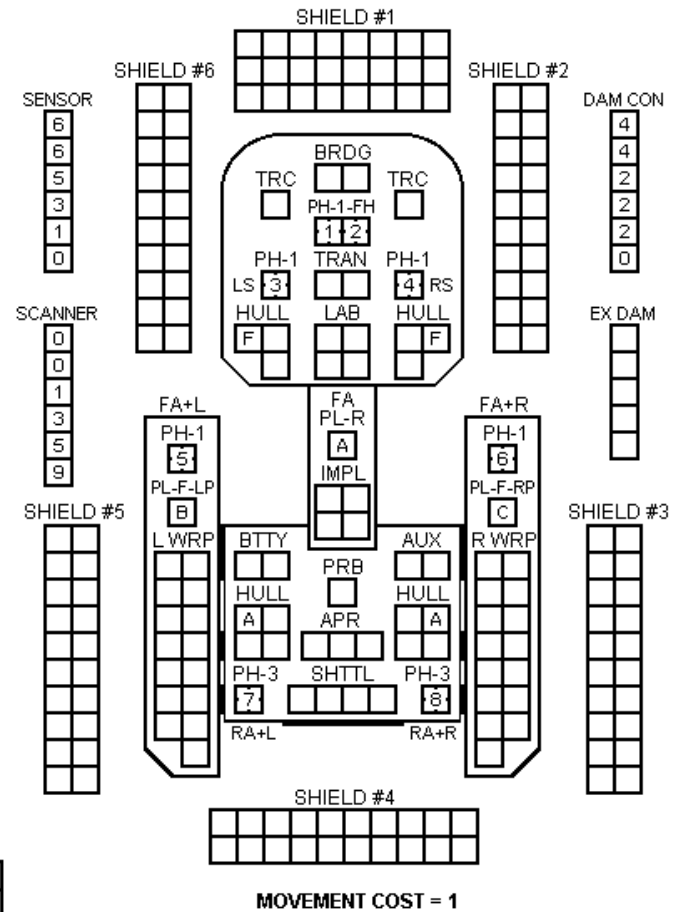 SHIELD #1
SHIELD #6
SHIELD #2
SENSOR
6
6
5
3
1
0
DAM CON
4
4
2
2
2
0
BRDG
TRC
TRC
PH-1-FH
1 2
PH-1
TRAN
PH-1
LS 3
4 RS
HULL
LAB
HULL
F
F
SCANNER
0
0
1
3
5
9
EX DAM
FA+L
FA
PL-R
A
FA+R
PH-1
5
PH-1
6
IMPL
PL-F-LP
B
PL-F-RP
C
SHIELD #5
SHIELD #3
L WRP
BTTY
AUX
R WRP
PRB
HULL
A
HULL
A
APR
PH-3
7
SHTTL
PH-3
8
RA+L
RA+R
SHIELD #4
MOVEMENT COST = 1